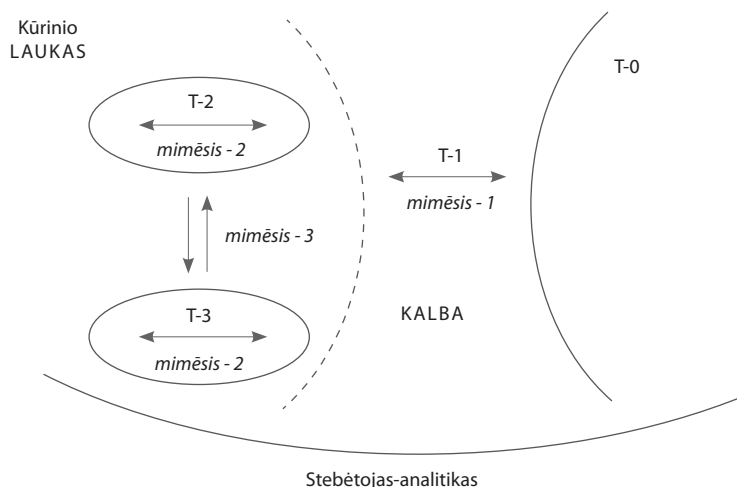 Kūrinio
LAUKAS
T-0
T-2
mimēsis - 2
T-1
mimēsis - 1
mimēsis - 3
T-3
mimēsis - 2
KALBA
Stebėtojas-analitikas